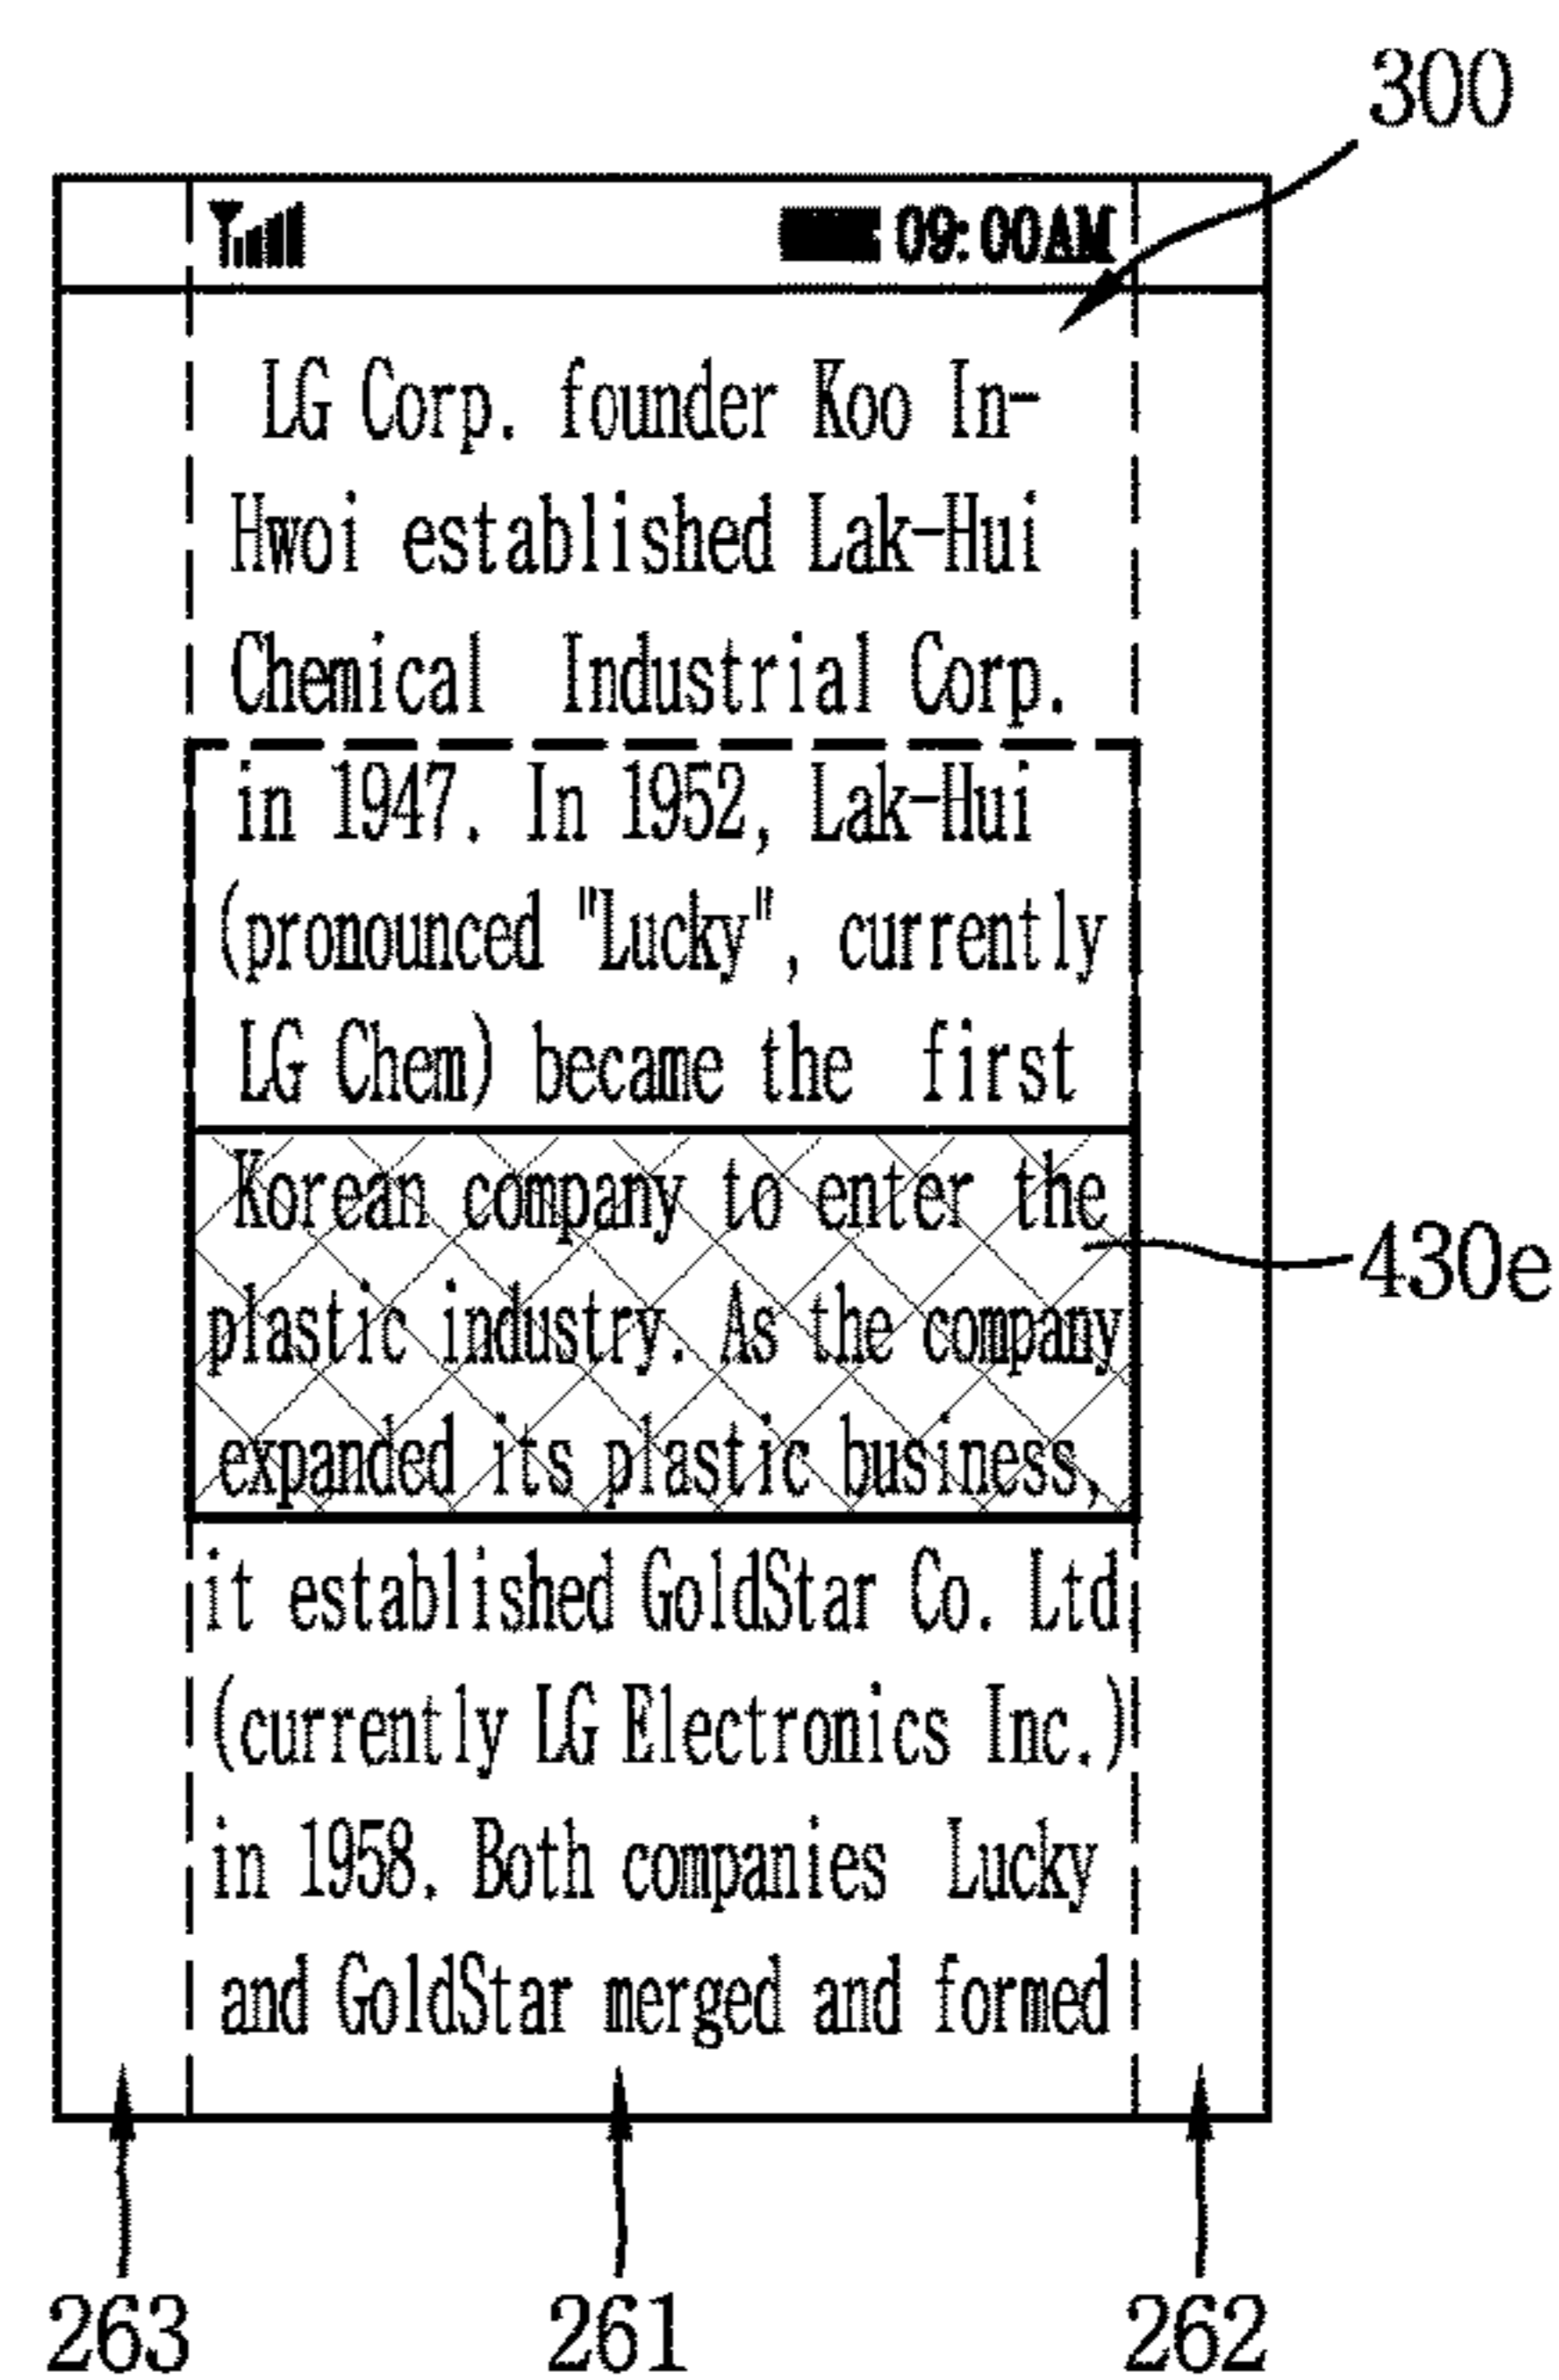 300
09:00AM
LG Corp. founder Koo In-
Hwoi established Lak-Hui
Chemical Industrial Corp.
in 1947. In 1952, Lak-Hui
(pronounced "Lucky", currently
LG Chem) became the first
Korean company to enter the
430e
plastic industry. As the company
expanded its plastic business,
it established GoldStar Co. Ltd
(currently LG Electronics Inc.)
in 1958. Both companies Lucky
and GoldStar merged and formed
263 261 262